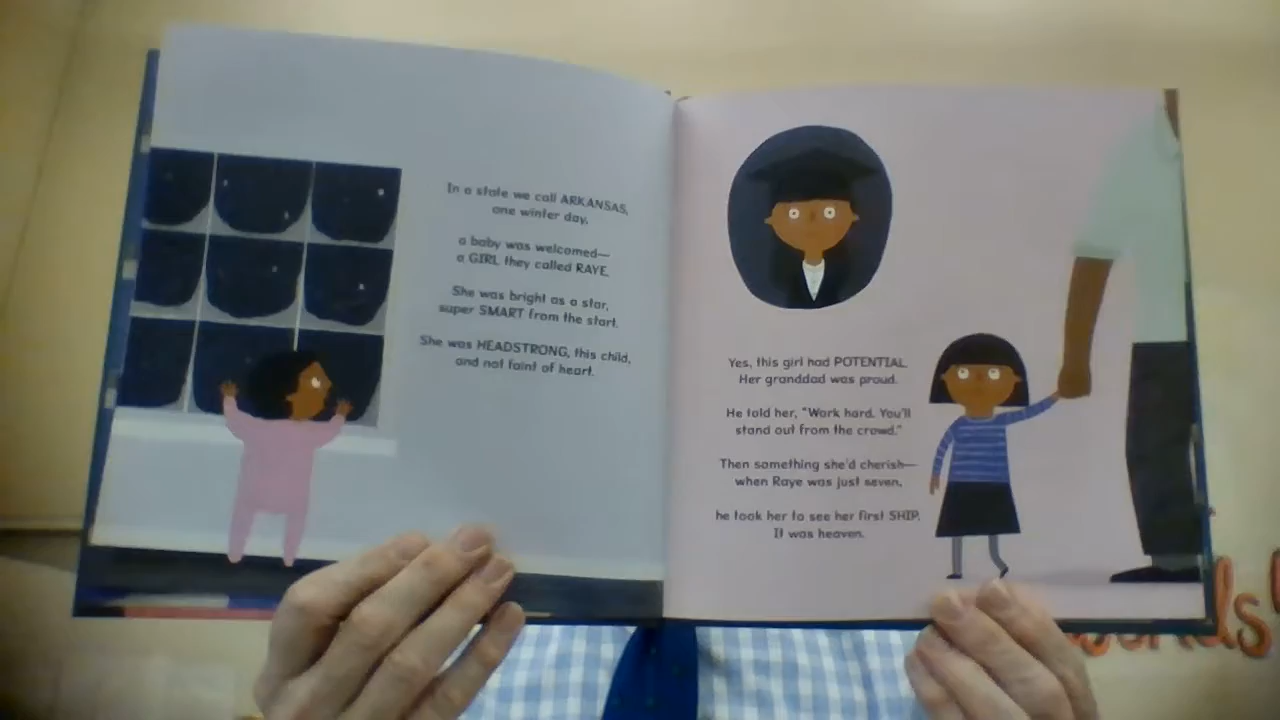 In a state we call ARKANSAS,
one winter day,
a baby was welcomed—
a GIRL they called RAYE.
She was bright as a star,
super SMART from the start.
She was HEADSTRONG, this child,
and not faint of heart.
Yes, this girl had POTENTIAL.
Her granddad was proud.
He told her, "Work hard. You'll
stand out from the crowd."
Then something she'd cherish—
when Raye was just seven,
he took her to see her first SHIP.
It was heaven.